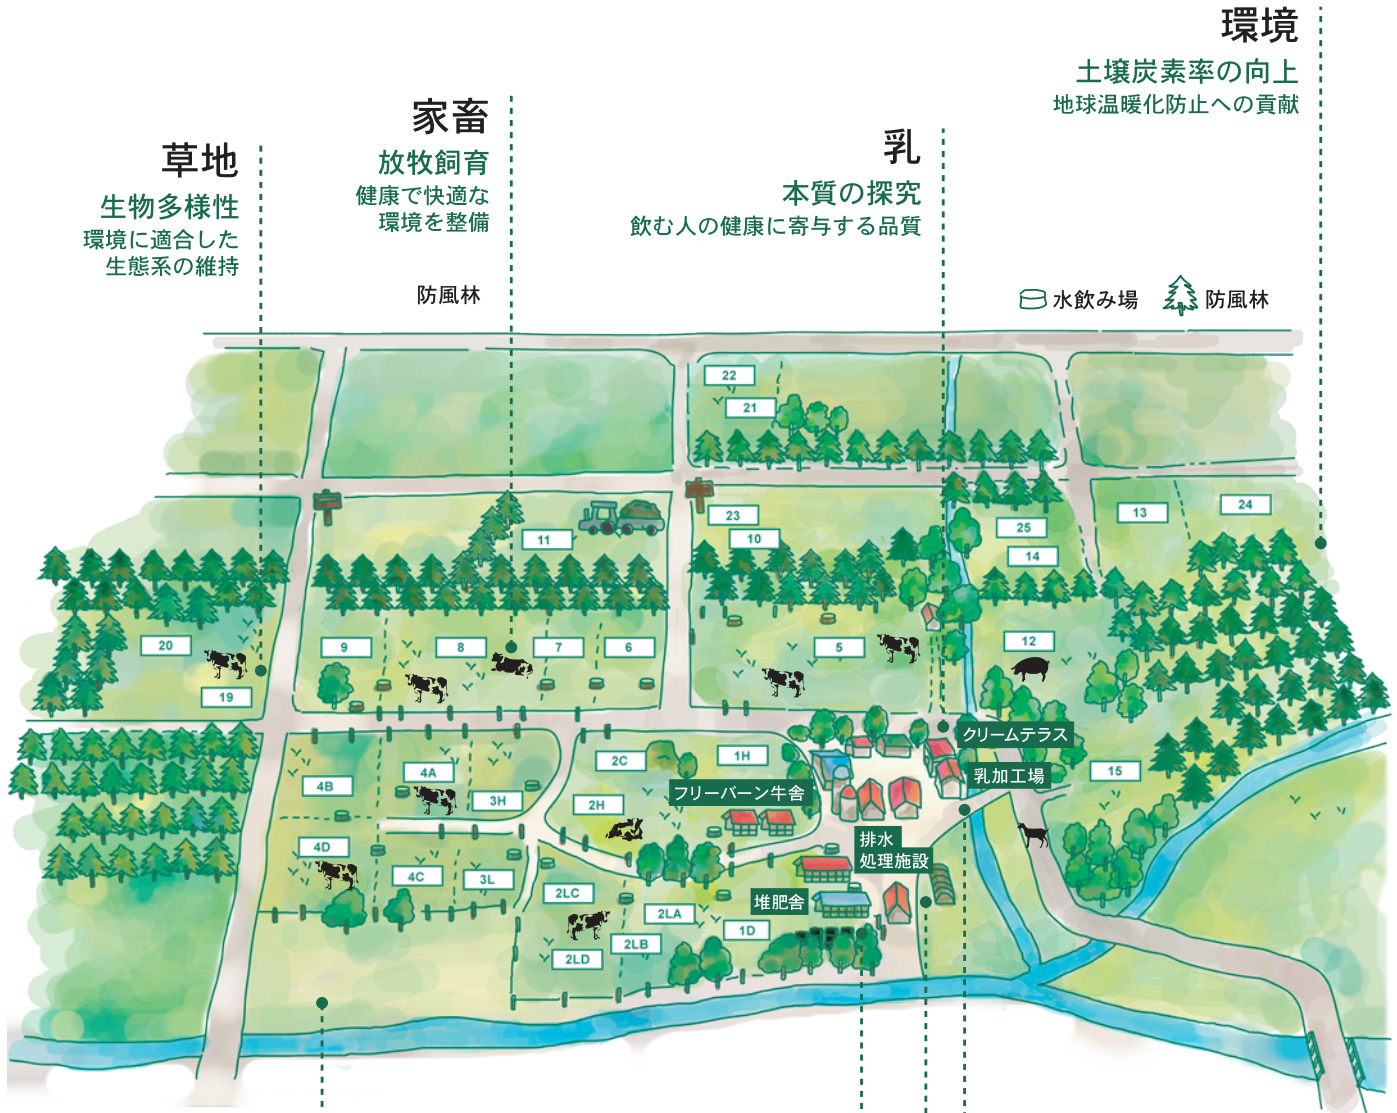 環境
土壌炭素率の向上
地球温暖化防止への貢献
家畜
放牧飼育
健康で快適な
環境を整備
乳
本質の探究
飲む人の健康に寄与する品質
草地
生物多様性
環境に適合した
生態系の維持
防風林
水飲み場
防風林
22
21
23
10
11
25
14
13
24
20
19
9
8
7
6
5
12
クリームテラス
乳加工場
15
4B
4A
3H
2C
1H
2H
フリーバーン牛舎
4D
4C
3L
排水
処理施設
堆肥舎
2LC
2LA
1D
2LB
2LD